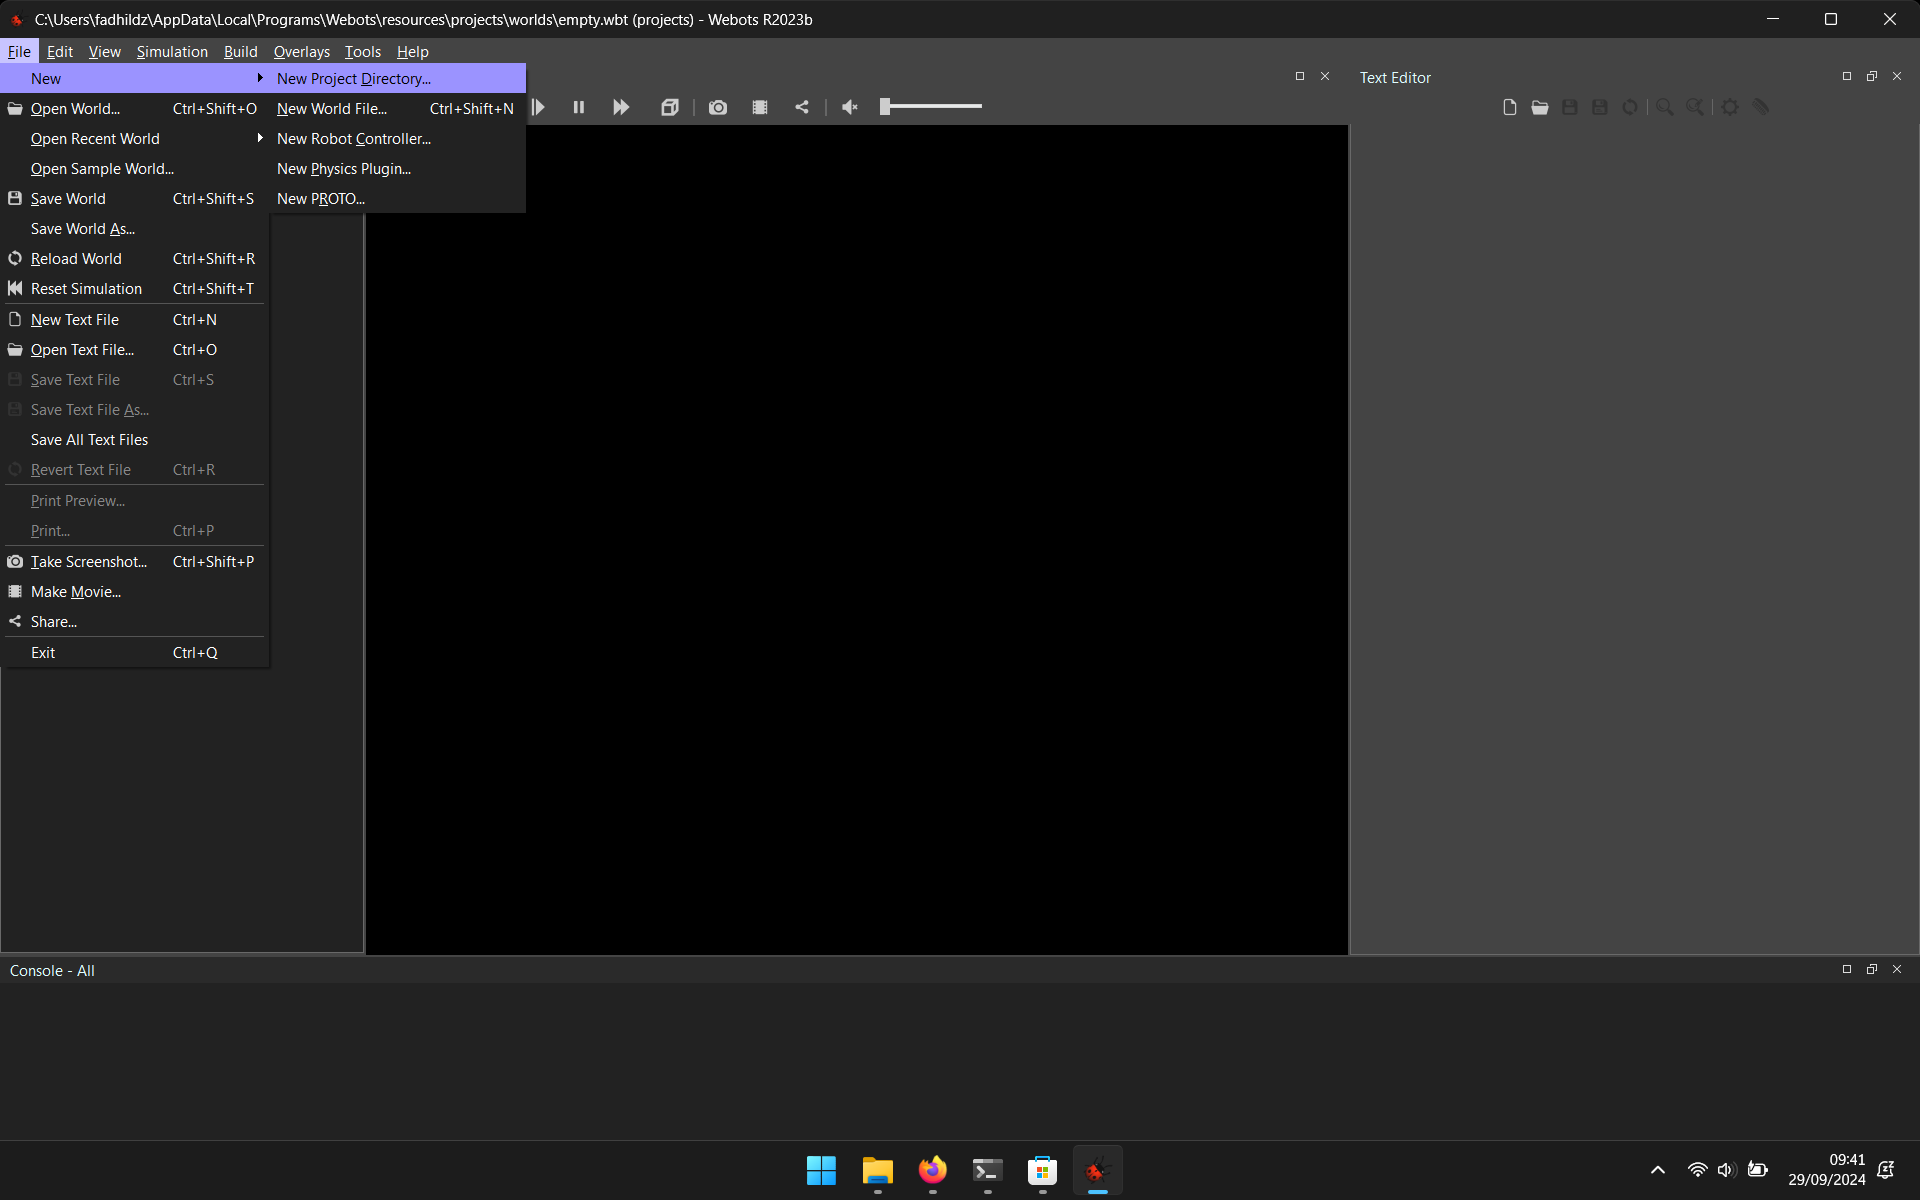 C:\Users\fadhildz\AppData\Local\Programs\Webots\resources\projects\worlds\empty.wbt (projects) - Webots R2023b
File Edit View Simulation Build Overlays Tools Help
New
Open World... Ctrl+Shift+O
Open Recent World
Open Sample World...
Save World Ctrl+Shift+S
Save World As...
Reload World Ctrl+Shift+R
Reset Simulation Ctrl+Shift+T
New Text File Ctrl+N
Open Text File... Ctrl+O
Save Text File Ctrl+S
Save Text File As...
Save All Text Files
Revert Text File Ctrl+R
Print Preview...
Print... Ctrl+P
Take Screenshot... Ctrl+Shift+P
Make Movie...
Share...
Exit Ctrl+Q
New Project Directory...
New World File... Ctrl+Shift+N
New Robot Controller...
New Physics Plugin...
New PROTO...
Text Editor
Console - All
09:41
29/09/2024